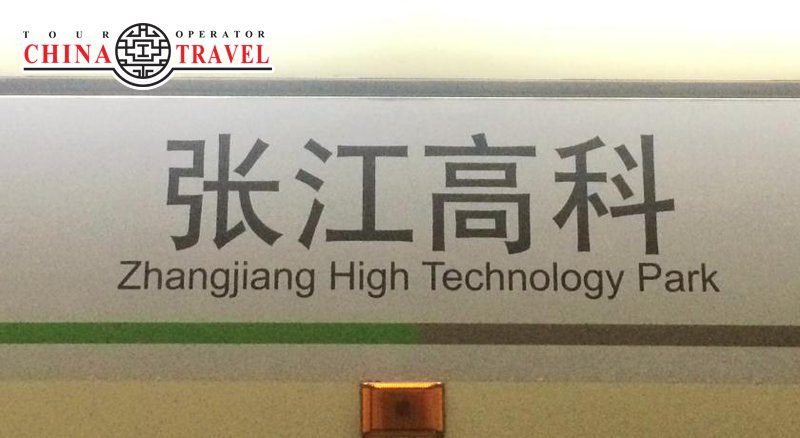 TOUR OPERATOR
CHINA TRAVEL
张江高科
Zhangjiang High Technology Park